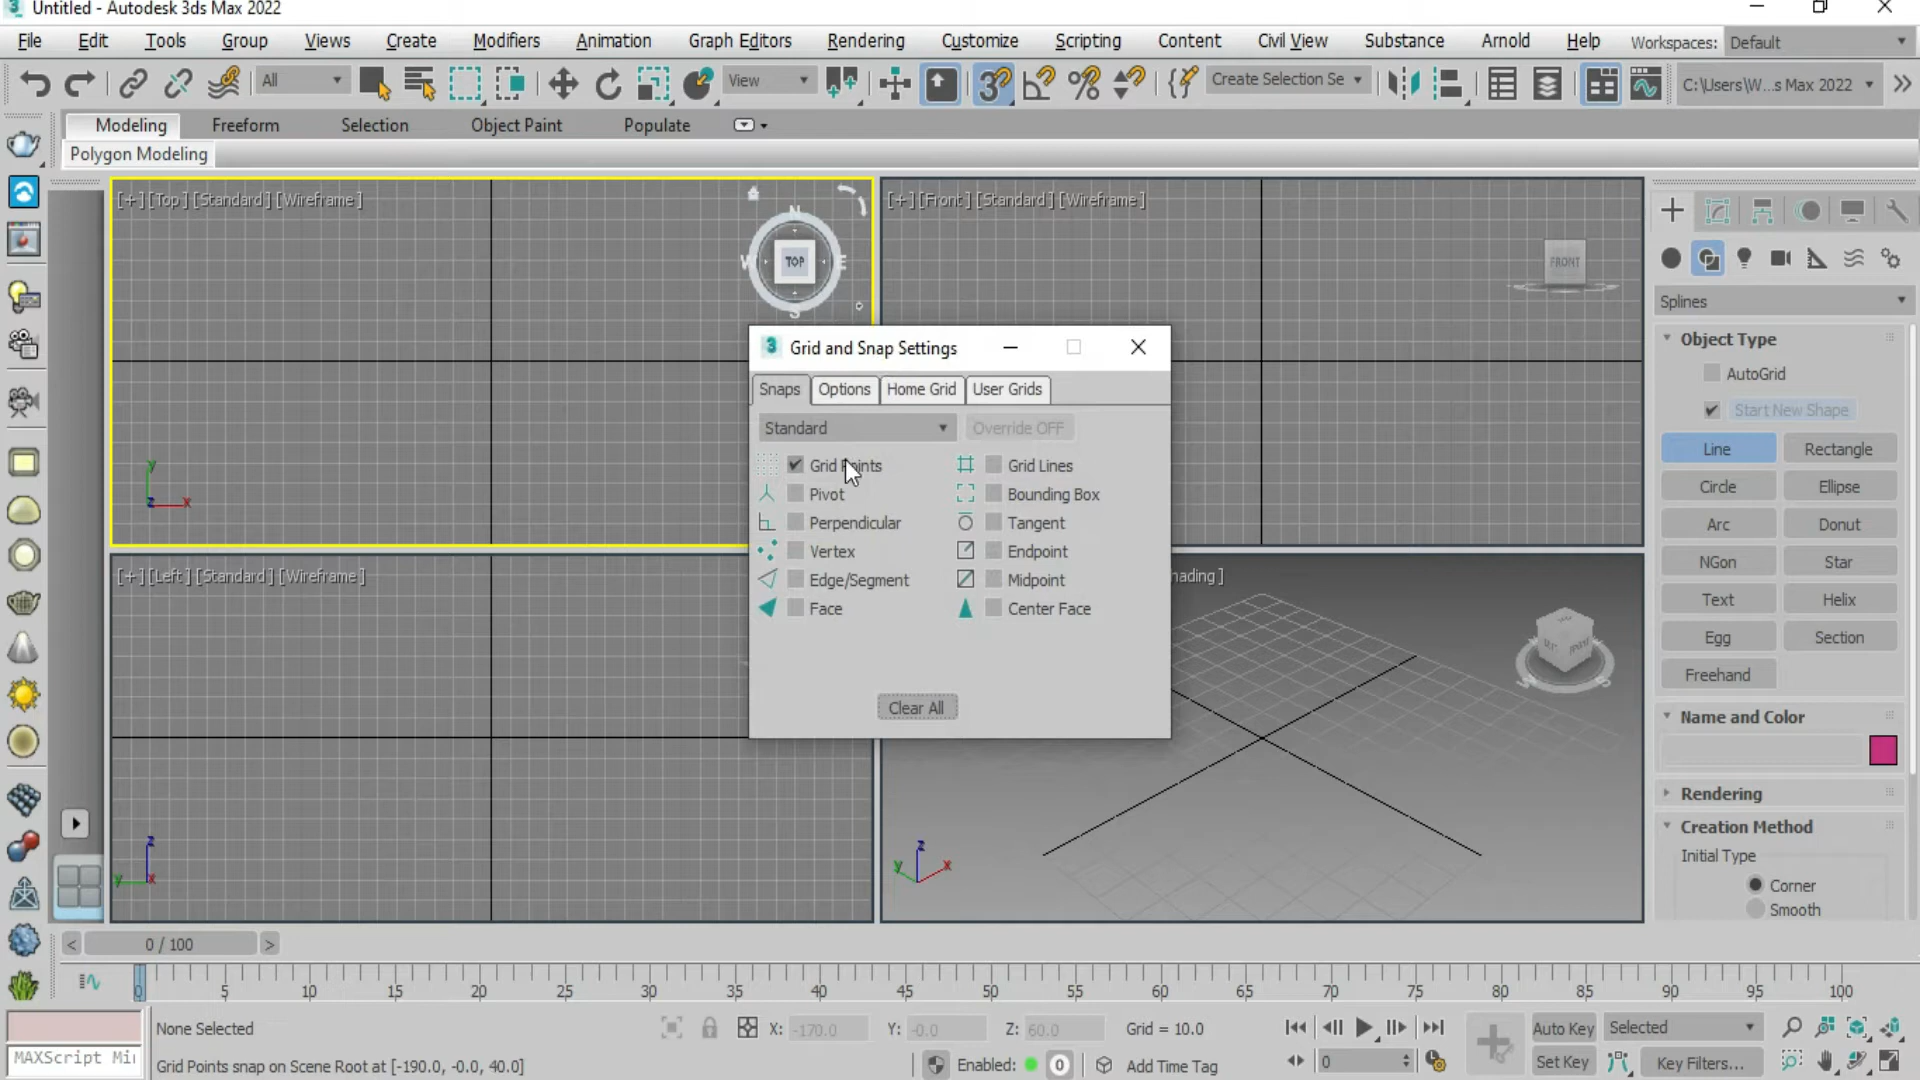 Untitled - Autodesk 3ds Max 2022
File Edit Tools Group Views Create Modifiers Animation Graph Editors Rendering Customize Scripting Content Civil View Substance Arnold Help Workspaces: Default
All View Create Selection Se C:\Users\W...s Max 2022
Modeling Freeform Selection Object Paint Populate
Polygon Modeling
[+] [Top] [Standard] [Wireframe]
N
W TOP E
S
[+] [Front] [Standard] [Wireframe]
FRONT
[+] [Left] [Standard] [Wireframe]
nading]
y
z x
z
y x
z
y x
Grid and Snap Settings
Snaps Options Home Grid User Grids
Standard Override OFF
Grid Points Grid Lines
Pivot Bounding Box
Perpendicular Tangent
Vertex Endpoint
Edge/Segment Midpoint
Face Center Face
Clear All
Splines
Object Type
AutoGrid
Start New Shape
Line Rectangle
Circle Ellipse
Arc Donut
NGon Star
Text Helix
Egg Section
Freehand
Name and Color
Rendering
Creation Method
Initial Type
Corner
Smooth
< 0 / 100 >
0 5 10 15 20 25 30 35 40 45 50 55 60 65 70 75 80 85 90 95 100
None Selected X: -170.0 Y: -0.0 Z: 60.0 Grid = 10.0 Auto Key Selected
MAXScript Mi Grid Points snap on Scene Root at [-190.0, -0.0, 40.0] Enabled: 0 Add Time Tag 0 Set Key Key Filters...